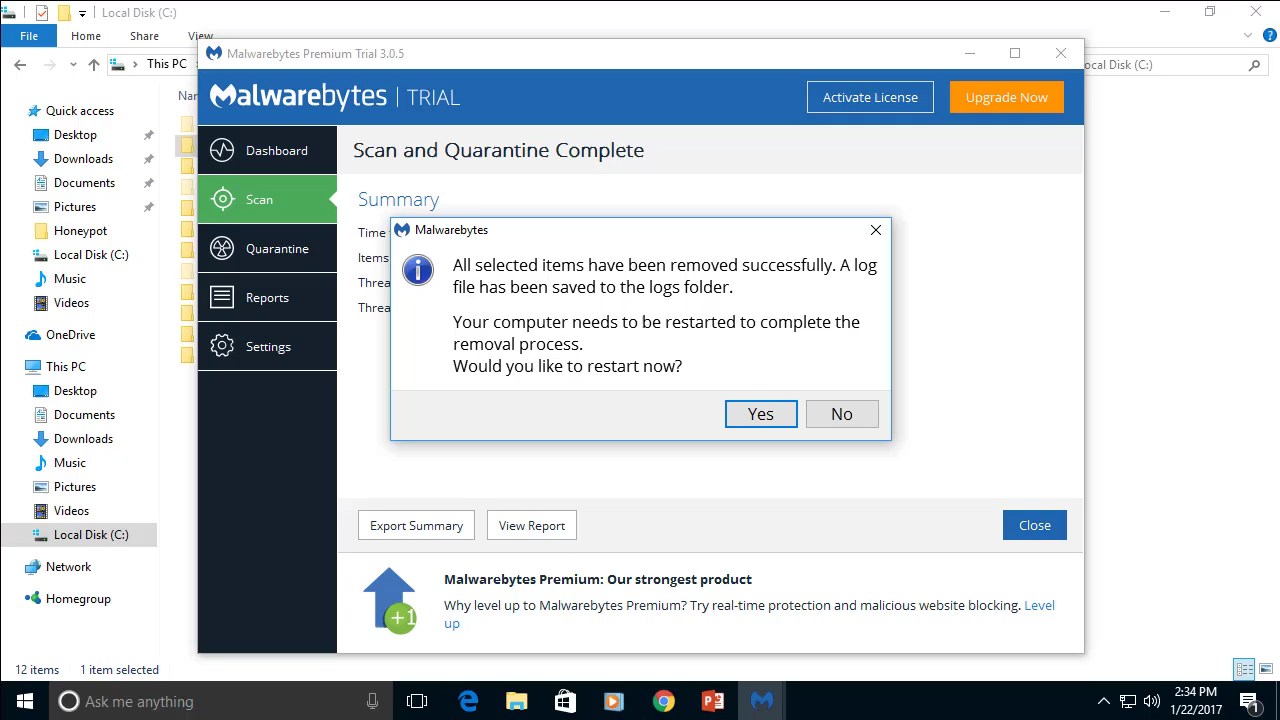 Local Disk (C:)
File
Home
Share
View
This PC
ocal Disk (C:)
Quick access
Desktop
Downloads
Documents
Pictures
Honeypot
Local Disk (C:)
Music
Videos
OneDrive
This PC
Desktop
Documents
Downloads
Music
Pictures
Videos
Local Disk (C:)
Network
Homegroup
Nar
12 items 1 item selected
Malwarebytes Premium Trial 3.0.5
Malwarebytes | TRIAL
Activate License
Upgrade Now
Dashboard
Scan
Quarantine
Reports
Settings
Scan and Quarantine Complete
Summary
Time
Items
Threa
Threa
Malwarebytes
All selected items have been removed successfully. A log
file has been saved to the logs folder.
Your computer needs to be restarted to complete the
removal process.
Would you like to restart now?
Yes
No
Export Summary
View Report
Close
+1
Malwarebytes Premium: Our strongest product
Why level up to Malwarebytes Premium? Try real-time protection and malicious website blocking. Level
up
Ask me anything
2:34 PM
1/22/2017
1